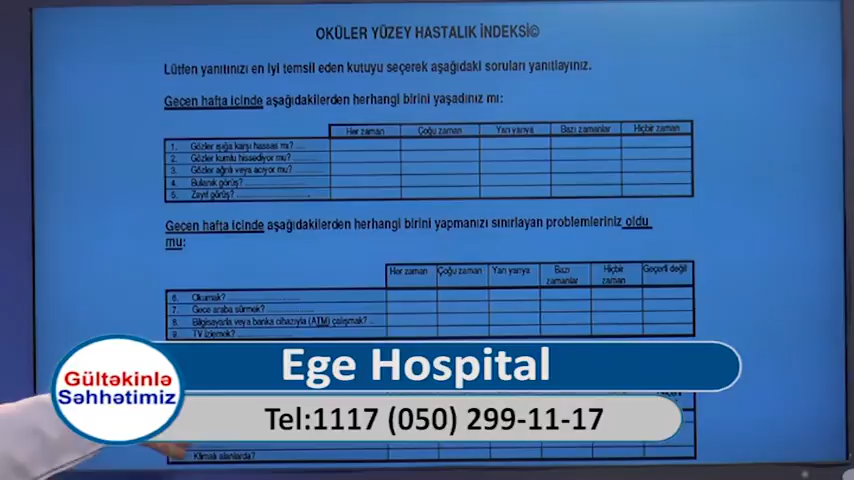 OKÜLER YÜZEY HASTALIK İNDEKSİ©
Lütfen yanıtınızı en iyi temsil eden kutuyu seçerek aşağıdaki soruları yanıtlayınız.
Geçen hafta içinde aşağıdakilerden herhangi birini yaşadınız mı:
Her zaman Çoğu zaman Yarı yarıya Bazı zamanlar Hiçbir zaman
1. Gözler ışığa karşı hassas mı? ....
2. Gözler kumlu hissediyor mu? .....
3. Gözler ağrılı veya acıyor mu? ....
4. Bulanık görüş? ........................
5. Zayıf görüş? ........................
Geçen hafta içinde aşağıdakilerden herhangi birini yapmanızı sınırlayan problemleriniz oldu
mu:
Her zaman Çoğu zaman Yarı yarıya Bazı zamanlar Hiçbir zaman Geçerli değil
6. Okumak? ........................
7. Gece araba sürmek? ..................
8. Bilgisayarla veya banka cihazıyla (ATM) çalışmak? ..
9. TV izlemek? ........................
Gültəkinlə
Səhhətimiz
Ege Hospital
Tel:1117 (050) 299-11-17
Klimalı alanlarda?